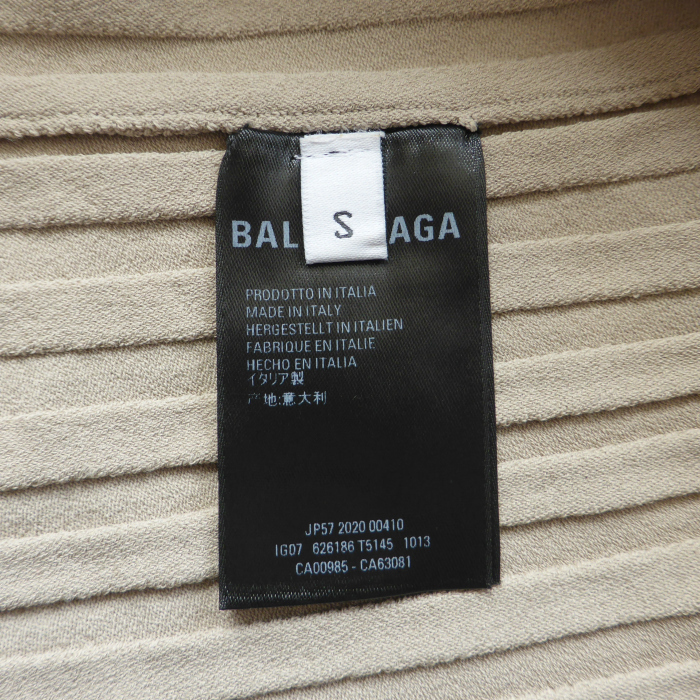 S
BAL AGA
PRODOTTO IN ITALIA
MADE IN ITALY
HERGESTELLT IN ITALIEN
FABRIQUE EN ITALIE
HECHO EN ITALIA
イタリア製
产地:意大利
JP57 2020 00410
IG07 626186 T5145 1013
CA00985 - CA63081